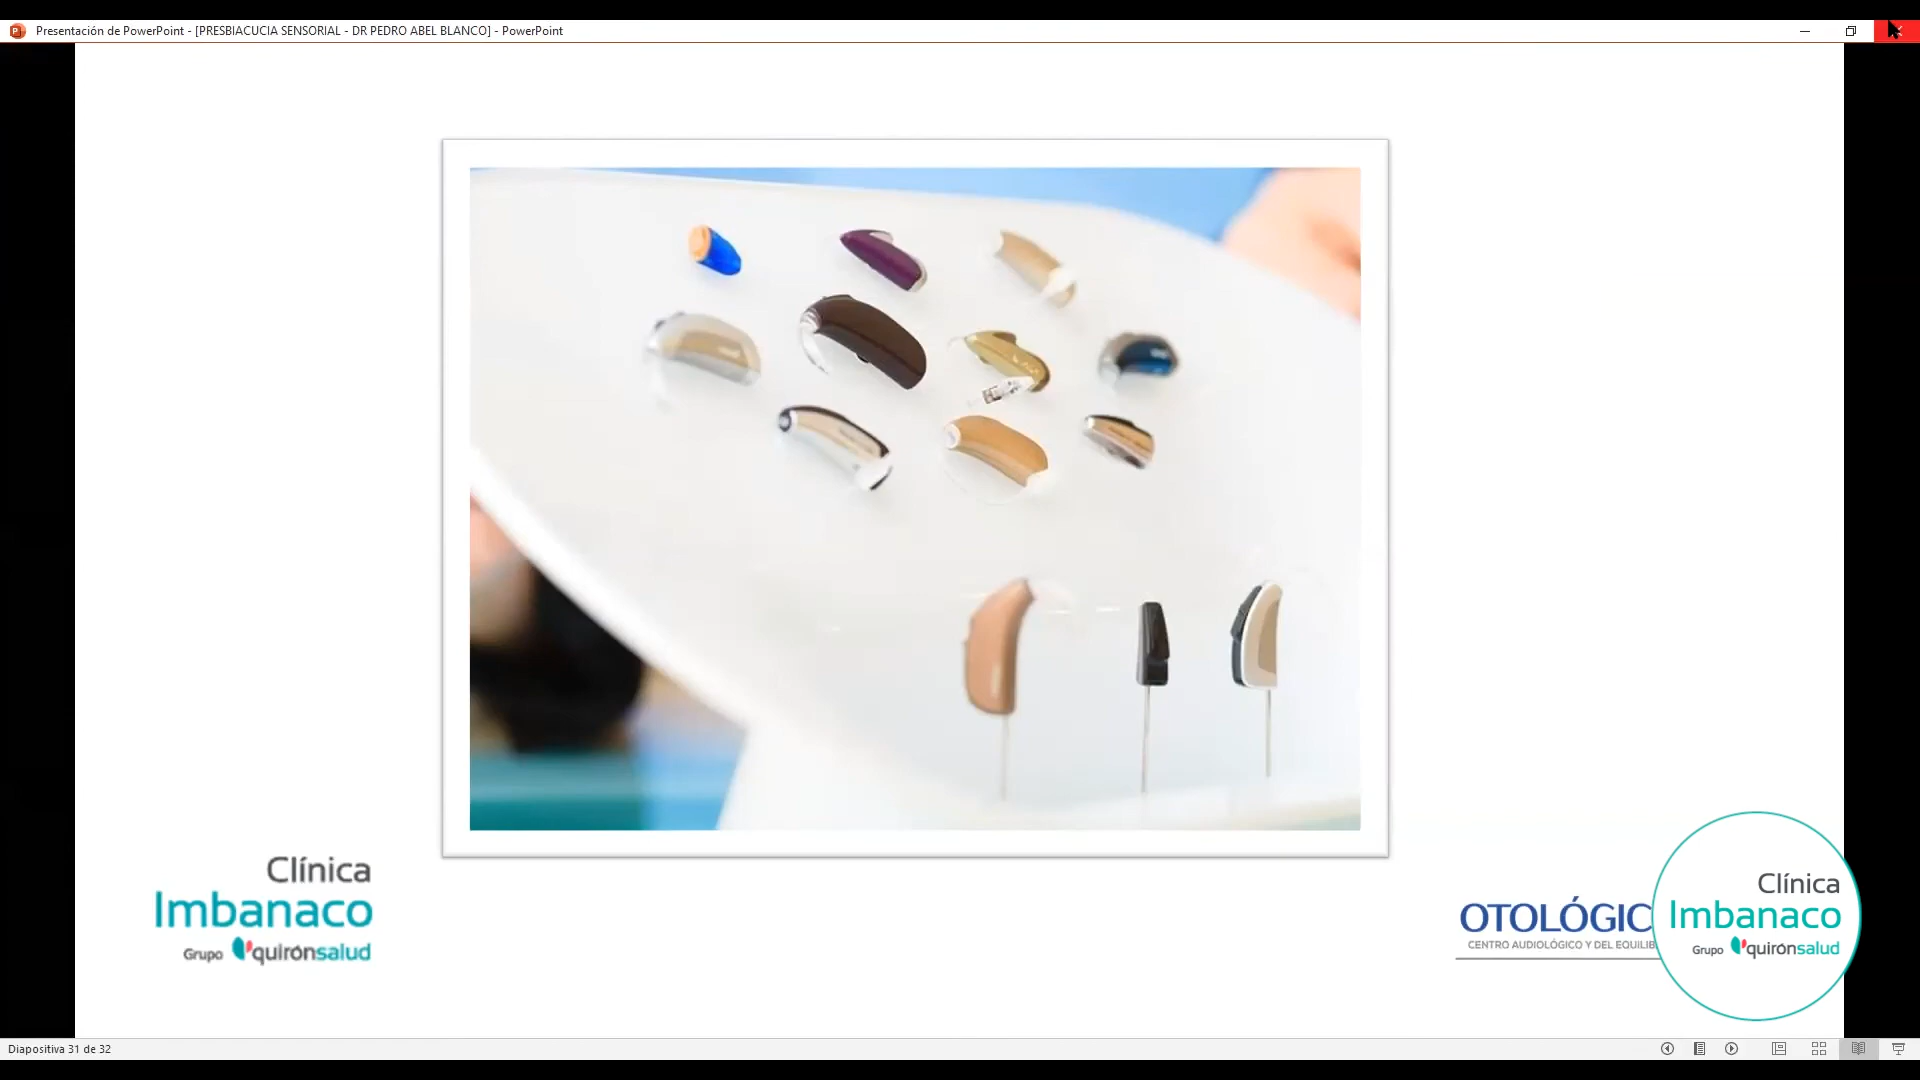 Presentación de PowerPoint - [PRESBIACUCIA SENSORIAL - DR PEDRO ABEL BLANCO] - PowerPoint
Clínica
Imbanaco
Grupo quirónsalud
OTOLÓGIC
CENTRO AUDIOLÓGICO Y DEL EQUILIB
Clínica
Imbanaco
Grupo quirónsalud
Diapositiva 31 de 32